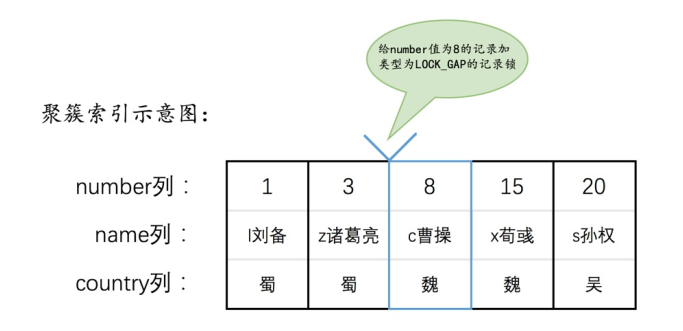 给number值为8的记录加
类型为LOCK_GAP的记录锁
聚簇索引示意图：
number列： 1 3 8 15 20
name列： l刘备 z诸葛亮 c曹操 x荀彧 s孙权
country列： 蜀 蜀 魏 魏 吴